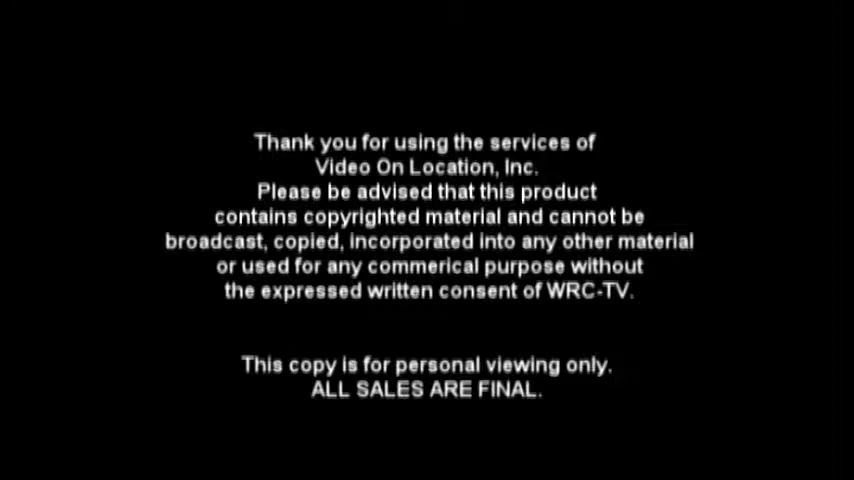 Thank you for using the services of
Video On Location, Inc.
Please be advised that this product
contains copyrighted material and cannot be
broadcast, copied, incorporated into any other material
or used for any commerical purpose without
the expressed written consent of WRC-TV.
This copy is for personal viewing only.
ALL SALES ARE FINAL.